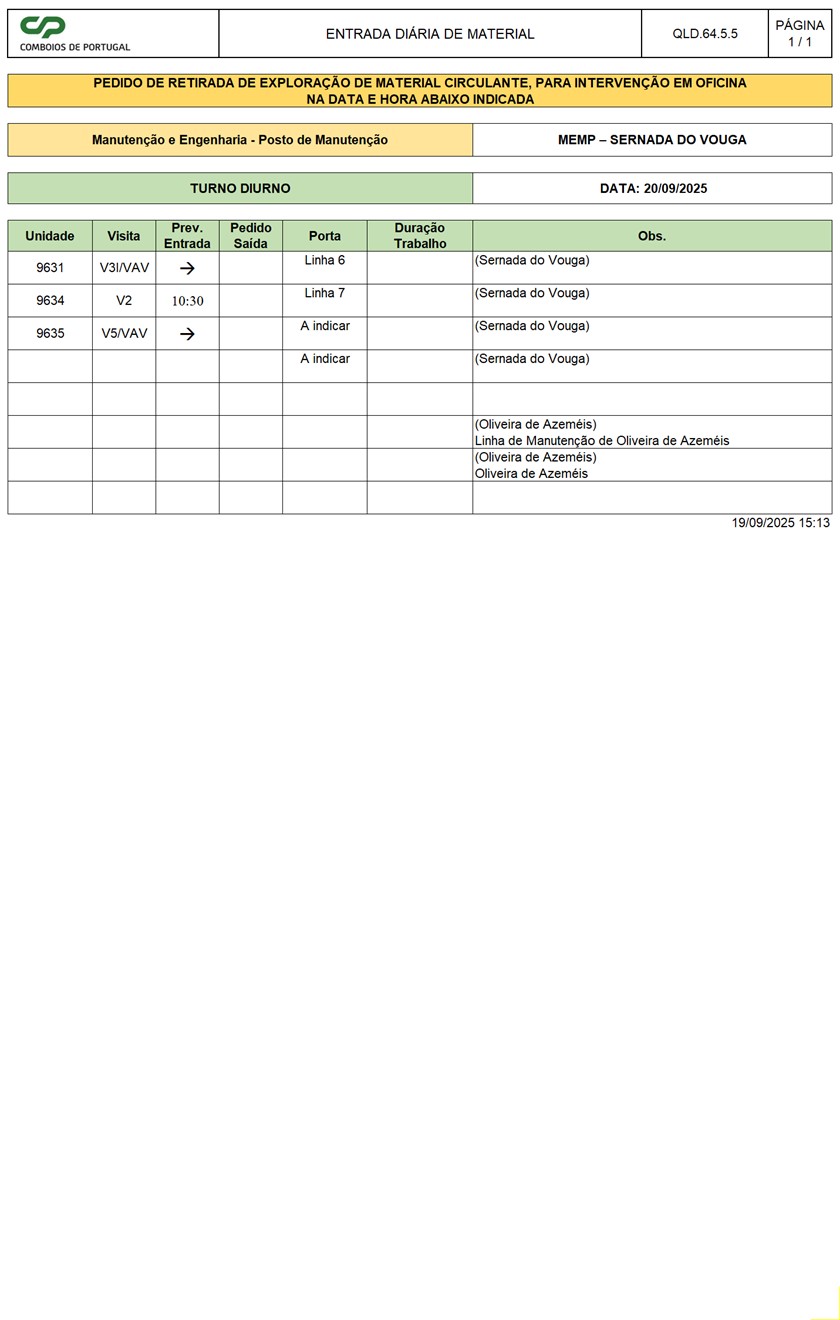 COMBOIOS DE PORTUGAL
ENTRADA DIÁRIA DE MATERIAL
QLD.64.5.5
PÁGINA
1 / 1
PEDIDO DE RETIRADA DE EXPLORAÇÃO DE MATERIAL CIRCULANTE, PARA INTERVENÇÃO EM OFICINA
NA DATA E HORA ABAIXO INDICADA
Manutenção e Engenharia - Posto de Manutenção
MEMP – SERNADA DO VOUGA
TURNO DIURNO
DATA: 20/09/2025
Unidade
Visita
Prev.
Entrada
Pedido
Saída
Porta
Duração
Trabalho
Obs.
9631
V3I/VAV
→
Linha 6
(Sernada do Vouga)
9634
V2
10:30
Linha 7
(Sernada do Vouga)
9635
V5/VAV
→
A indicar
(Sernada do Vouga)
A indicar
(Sernada do Vouga)
(Oliveira de Azeméis)
Linha de Manutenção de Oliveira de Azeméis
(Oliveira de Azeméis)
Oliveira de Azeméis
19/09/2025 15:13